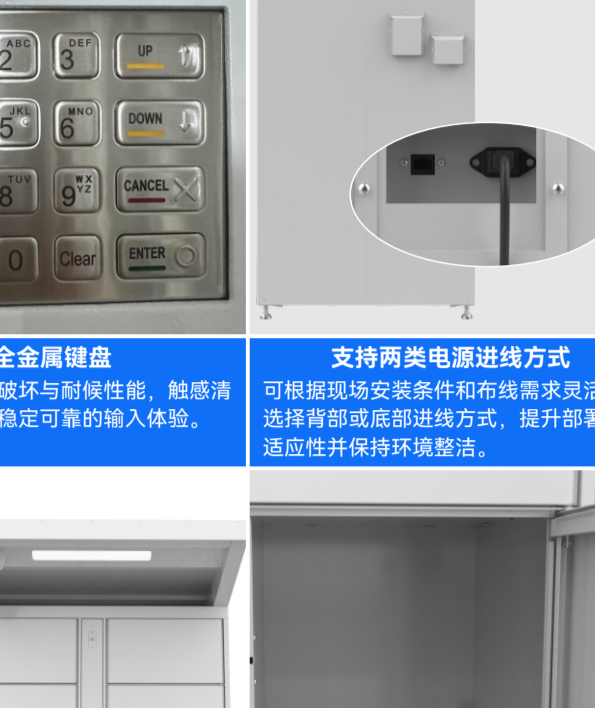 ABC
2
DEF
3
UP
JKL
5
MNO
6
DOWN
TUV
8
WX
9 YZ
CANCEL
0
Clear
ENTER
全金属键盘
破坏与耐候性能，触感清
稳定可靠的输入体验。
支持两类电源进线方式
可根据现场安装条件和布线需求灵活
选择背部或底部进线方式，提升部署
适应性并保持环境整洁。